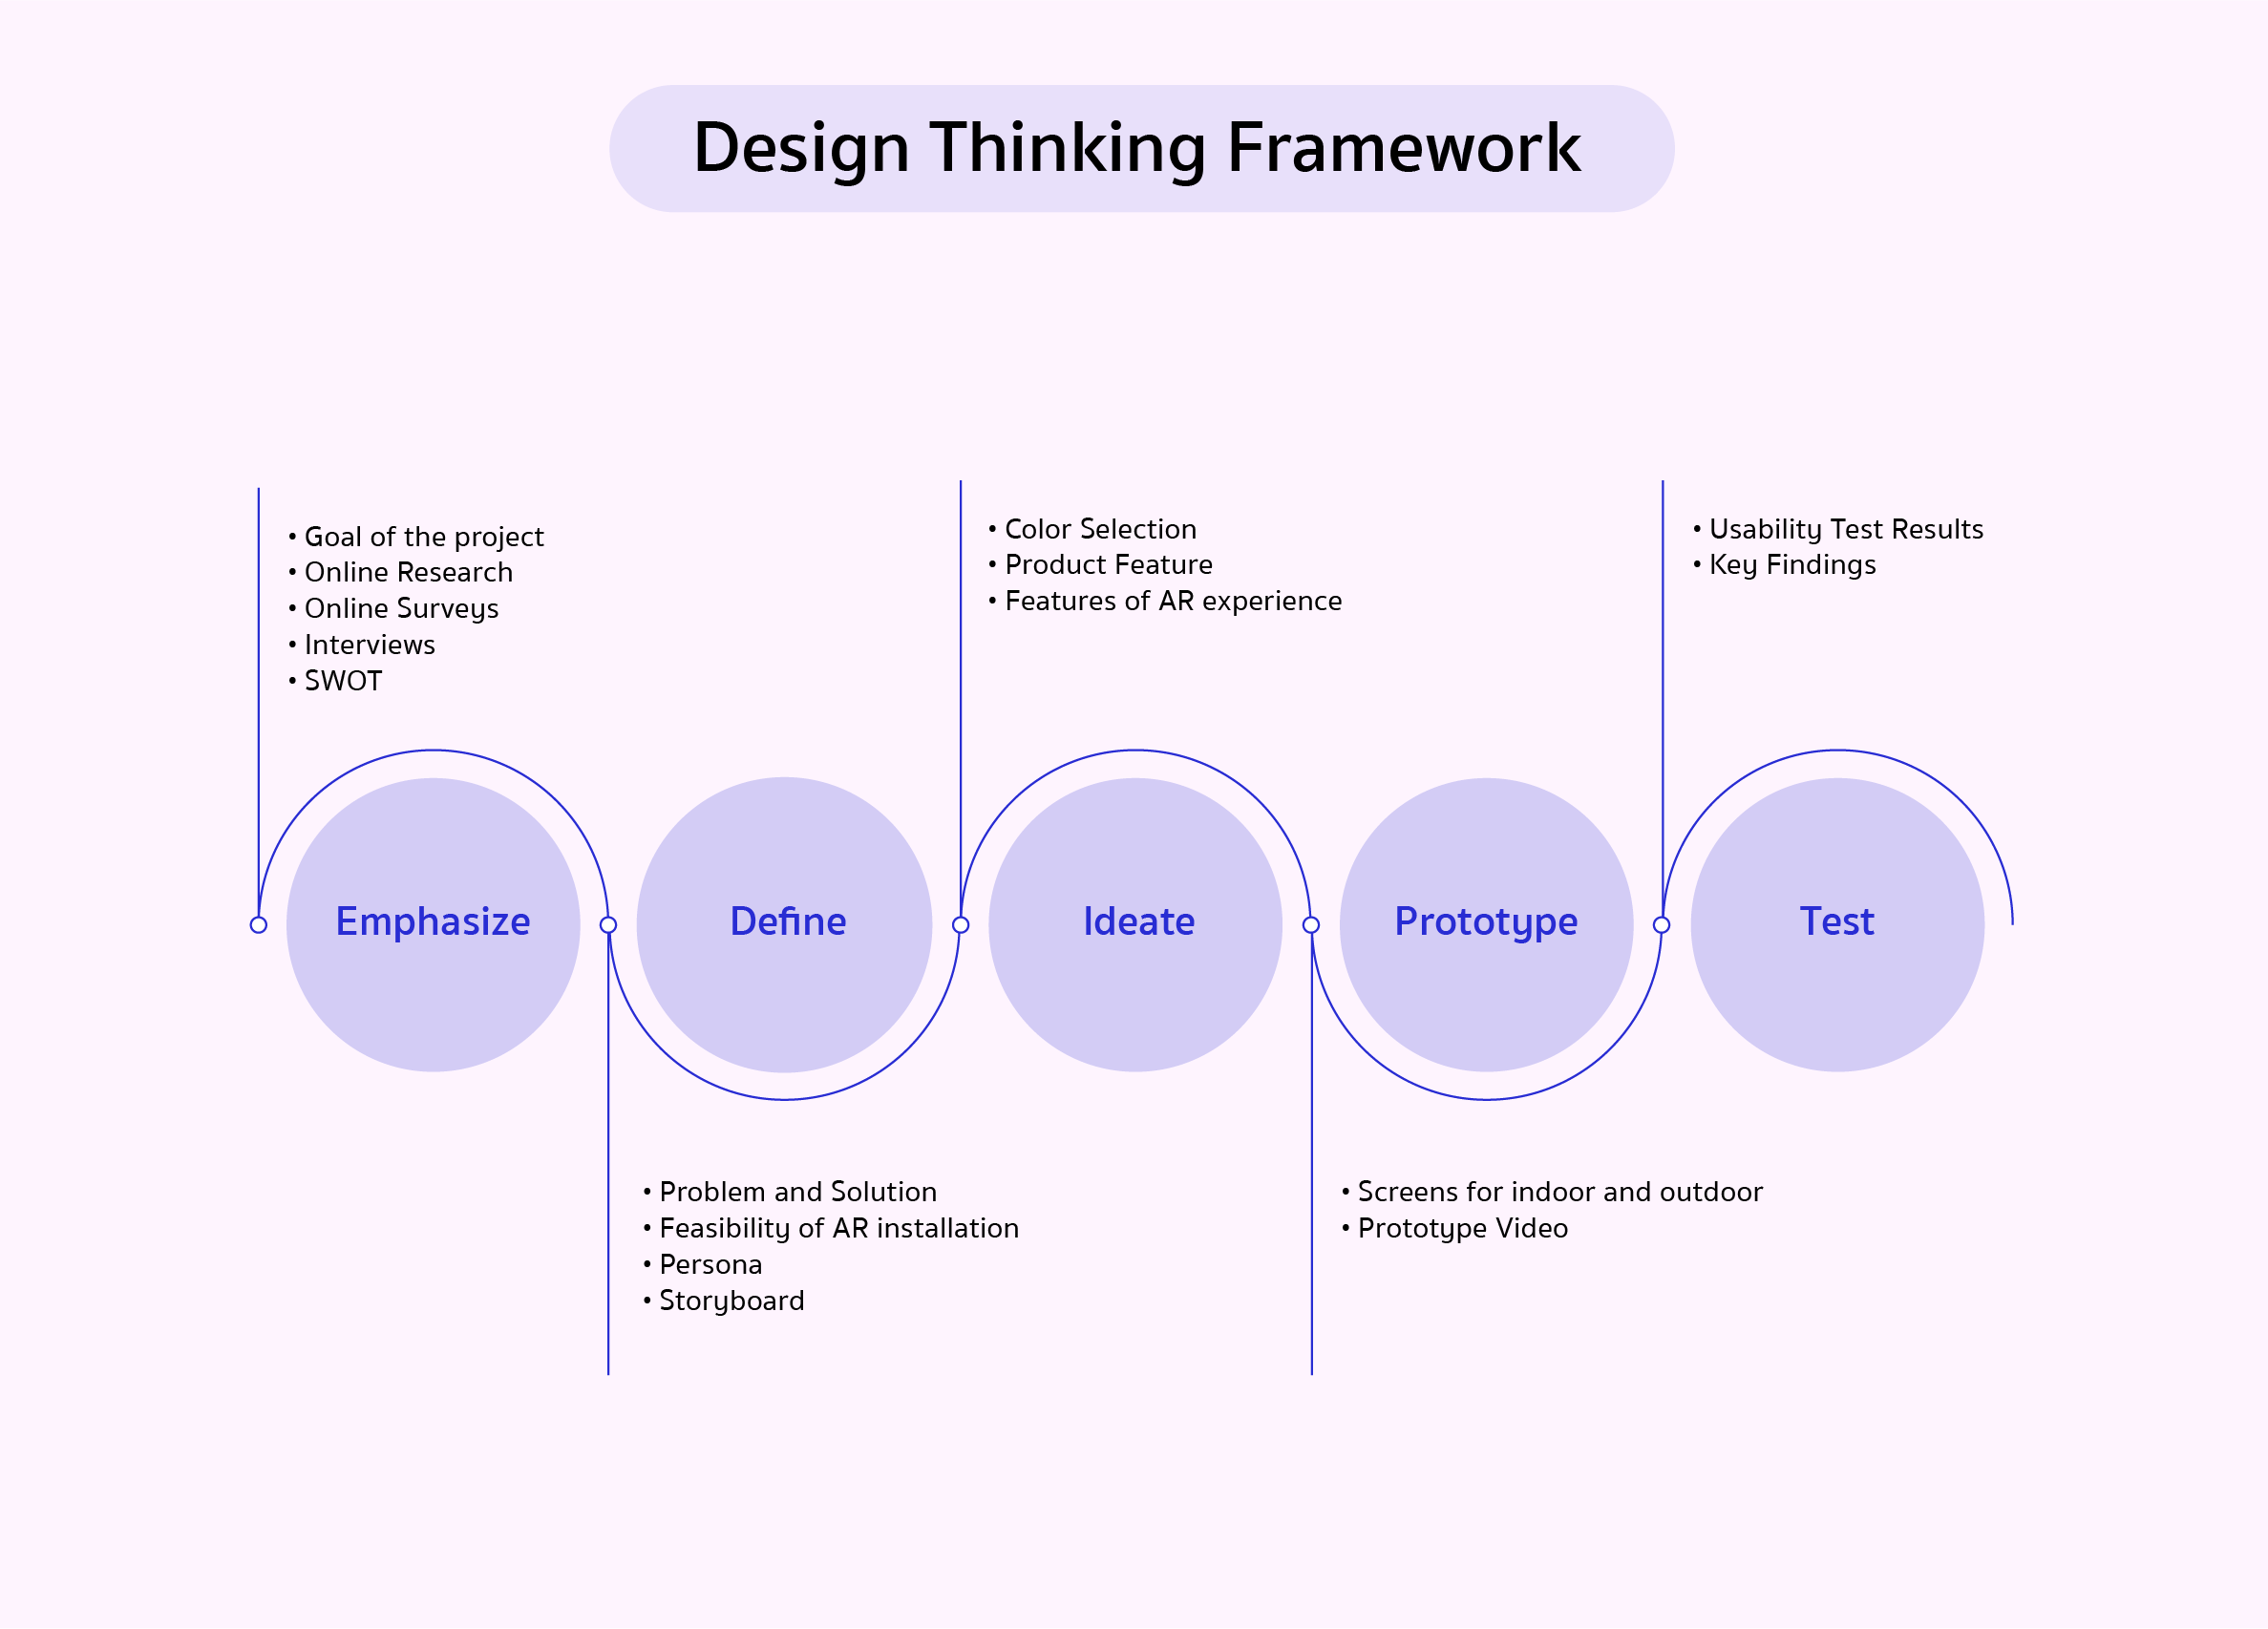 Design Thinking Framework
• Goal of the project
• Online Research
• Online Surveys
• Interviews
• SWOT
• Color Selection
• Product Feature
• Features of AR experience
• Usability Test Results
• Key Findings
Emphasize
Define
Ideate
Prototype
Test
• Problem and Solution
• Feasibility of AR installation
• Persona
• Storyboard
• Screens for indoor and outdoor
• Prototype Video